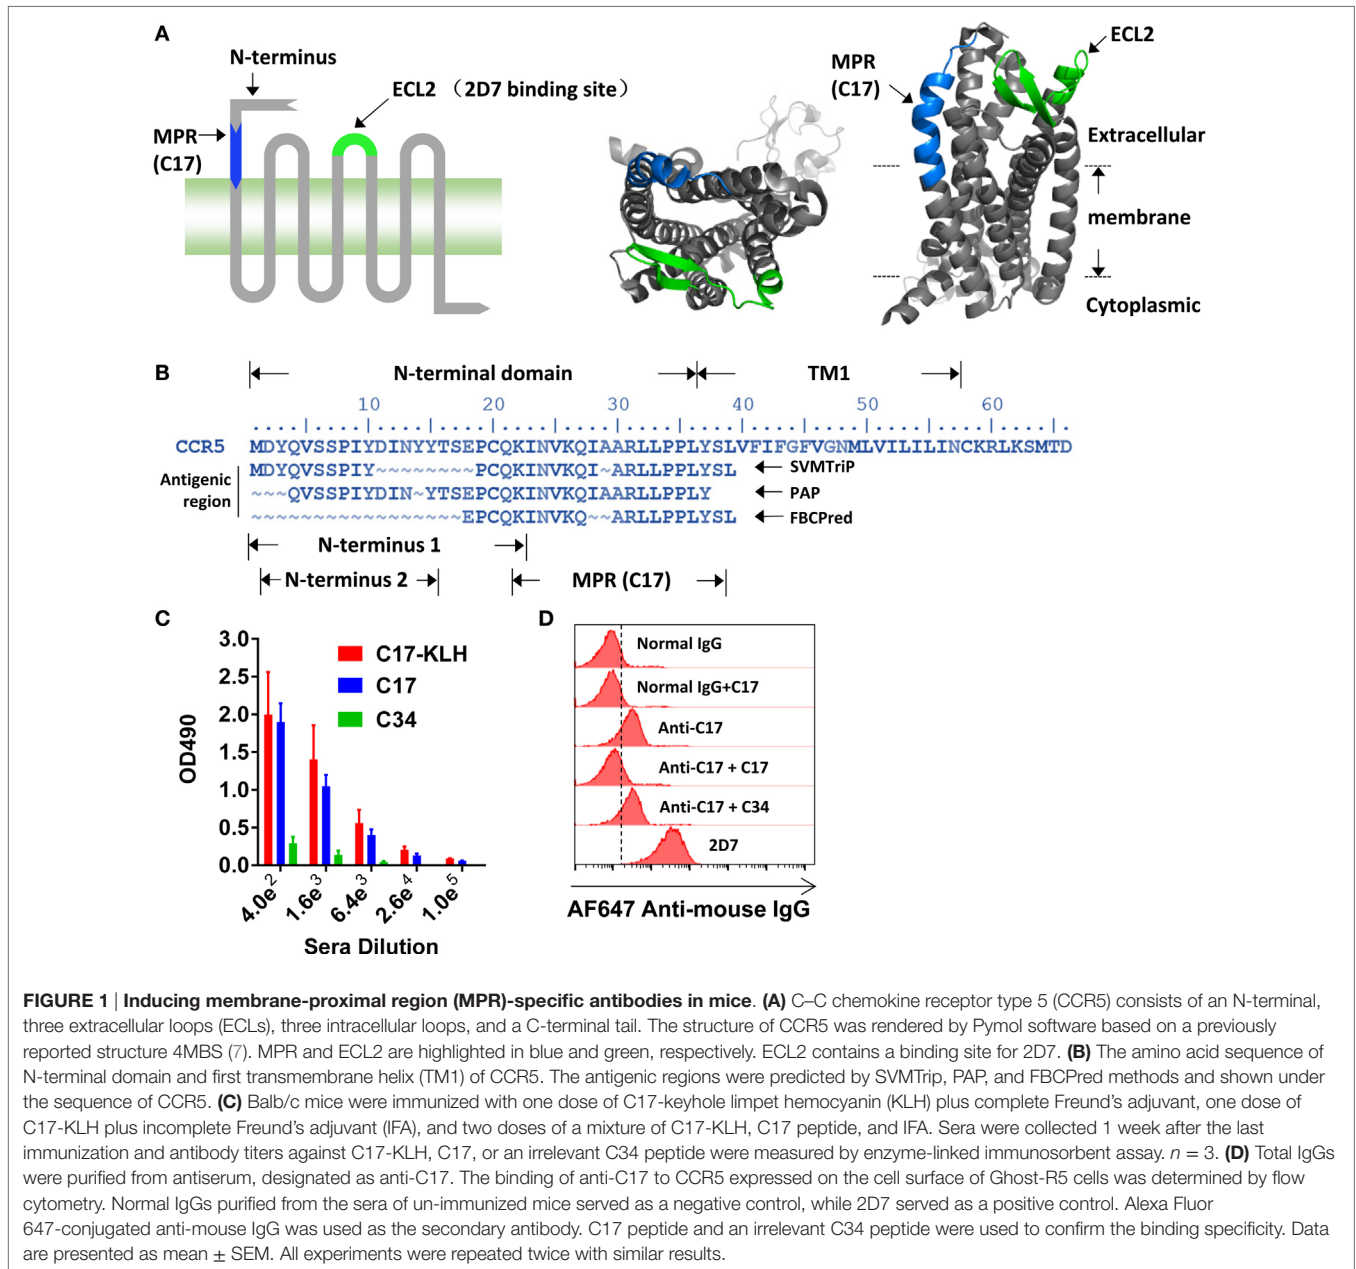 A
N-terminus
ECL2 （2D7 binding site）
MPR
(C17)
MPR
(C17)
ECL2
Extracellular
membrane
Cytoplasmic
B
N-terminal domain
TM1
10 20 30 40 50 60
CCR5 MDYQVSSPIYDINYYTSEPCQKINVKQIAARLLPPLYSLVFIFGFVGNMLVILILINCKRLKSMTD
Antigenic
region
MDYQVSSPIY~~~~~~~~PCQKINVKQI~ARLLPPLYSL SVMTriP
~~~QVSSPIYDIN~YTSEPCQKINVKQIAARLLPPLY PAP
~~~~~~~~~~~~~~~~~EPCQKINVKQ~~ARLLPPLYSL FBCPred
N-terminus 1
N-terminus 2
MPR (C17)
C
OD490
3.0
2.5
2.0
1.5
1.0
0.5
0.0
C17-KLH
C17
C34
4.0e2 1.6e3 6.4e3 2.6e4 1.0e5
Sera Dilution
D
Normal IgG
Normal IgG+C17
Anti-C17
Anti-C17 + C17
Anti-C17 + C34
2D7
AF647 Anti-mouse IgG
FIGURE 1 | Inducing membrane-proximal region (MPR)-specific antibodies in mice. (A) C–C chemokine receptor type 5 (CCR5) consists of an N-terminal,
three extracellular loops (ECLs), three intracellular loops, and a C-terminal tail. The structure of CCR5 was rendered by Pymol software based on a previously
reported structure 4MBS (7). MPR and ECL2 are highlighted in blue and green, respectively. ECL2 contains a binding site for 2D7. (B) The amino acid sequence of
N-terminal domain and first transmembrane helix (TM1) of CCR5. The antigenic regions were predicted by SVMTrip, PAP, and FBCPred methods and shown under
the sequence of CCR5. (C) Balb/c mice were immunized with one dose of C17-keyhole limpet hemocyanin (KLH) plus complete Freund's adjuvant, one dose of
C17-KLH plus incomplete Freund's adjuvant (IFA), and two doses of a mixture of C17-KLH, C17 peptide, and IFA. Sera were collected 1 week after the last
immunization and antibody titers against C17-KLH, C17, or an irrelevant C34 peptide were measured by enzyme-linked immunosorbent assay. n = 3. (D) Total IgGs
were purified from antiserum, designated as anti-C17. The binding of anti-C17 to CCR5 expressed on the cell surface of Ghost-R5 cells was determined by flow
cytometry. Normal IgGs purified from the sera of un-immunized mice served as a negative control, while 2D7 served as a positive control. Alexa Fluor
647-conjugated anti-mouse IgG was used as the secondary antibody. C17 peptide and an irrelevant C34 peptide were used to confirm the binding specificity. Data
are presented as mean ± SEM. All experiments were repeated twice with similar results.